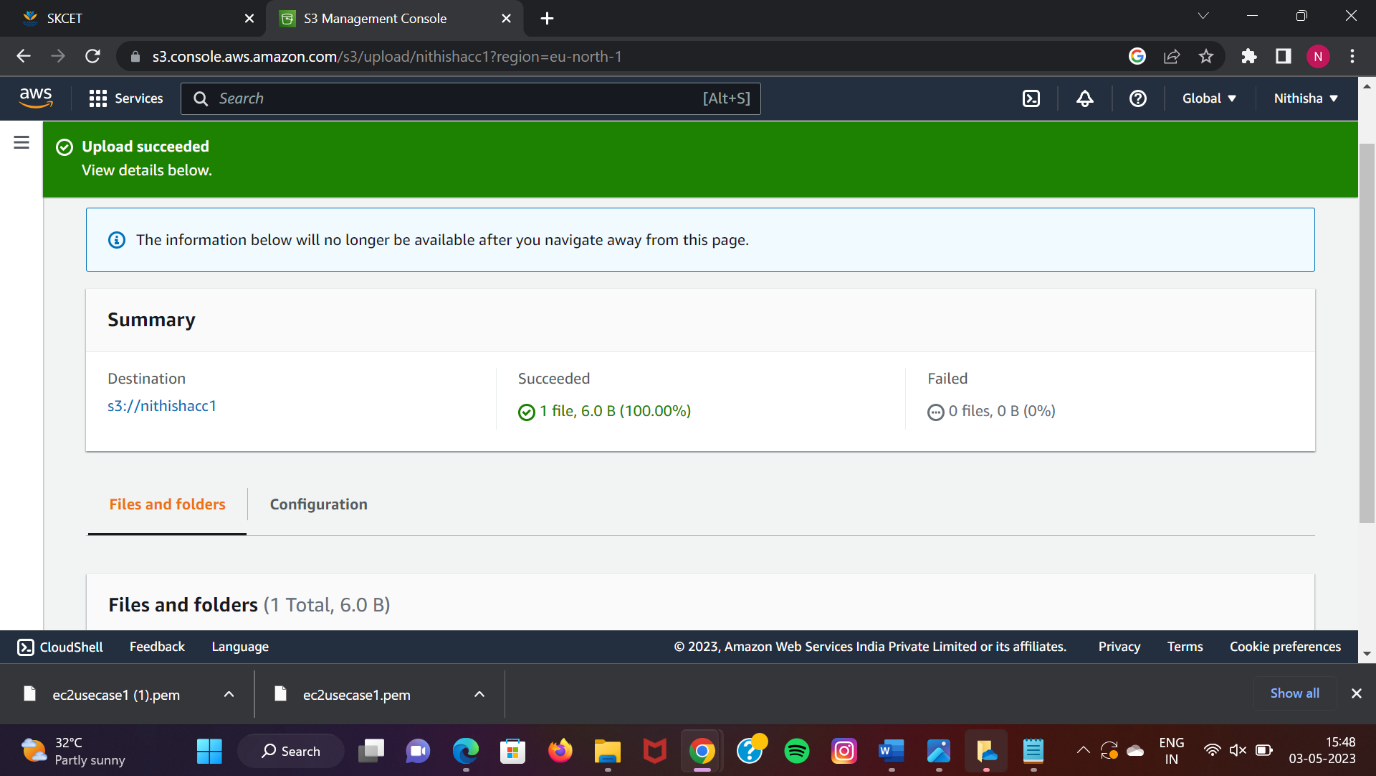 SKCET
S3 Management Console
s3.console.aws.amazon.com/s3/upload/nithishacc1?region=eu-north-1
N
aws
Services
Search
[Alt+S]
Global
Nithisha
Upload succeeded
View details below.
The information below will no longer be available after you navigate away from this page.
Summary
Destination
s3://nithishacc1
Succeeded
1 file, 6.0 B (100.00%)
Failed
0 files, 0 B (0%)
Files and folders
Configuration
Files and folders (1 Total, 6.0 B)
CloudShell
Feedback
Language
© 2023, Amazon Web Services India Private Limited or its affiliates.
Privacy
Terms
Cookie preferences
ec2usecase1 (1).pem
ec2usecase1.pem
Show all
32°C
Partly sunny
Search
ENG
IN
15:48
03-05-2023